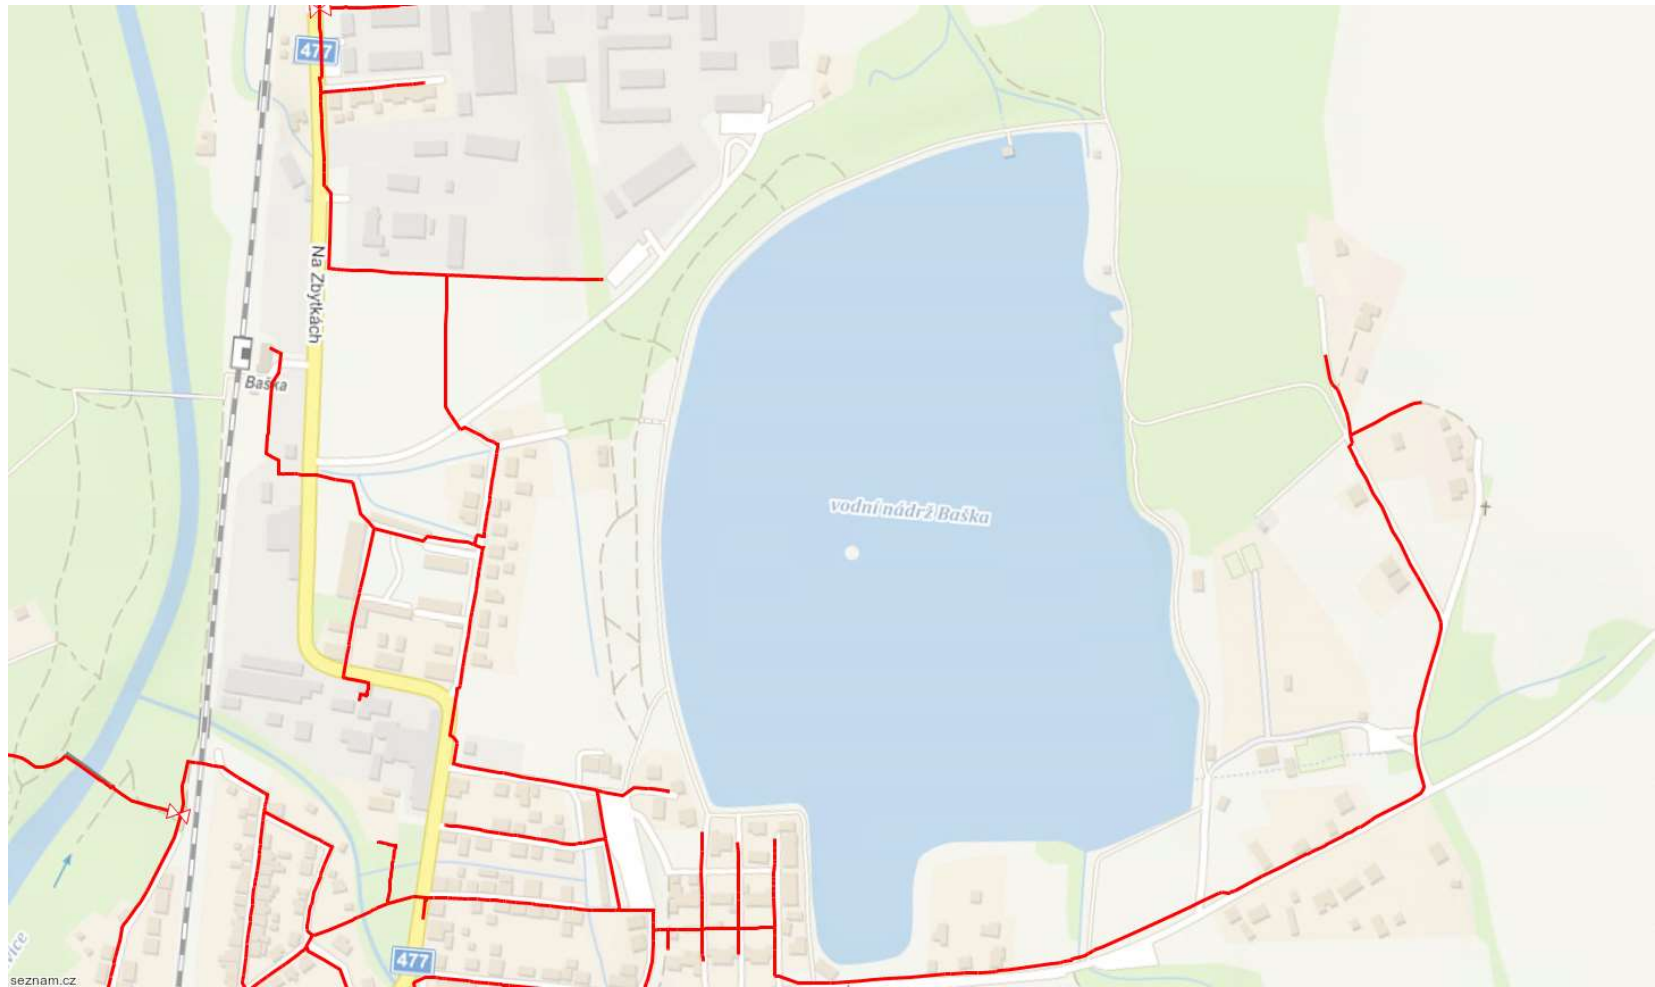 477
Na Zbytkách
Baška
vodní nádrž Baška
477
seznam.cz